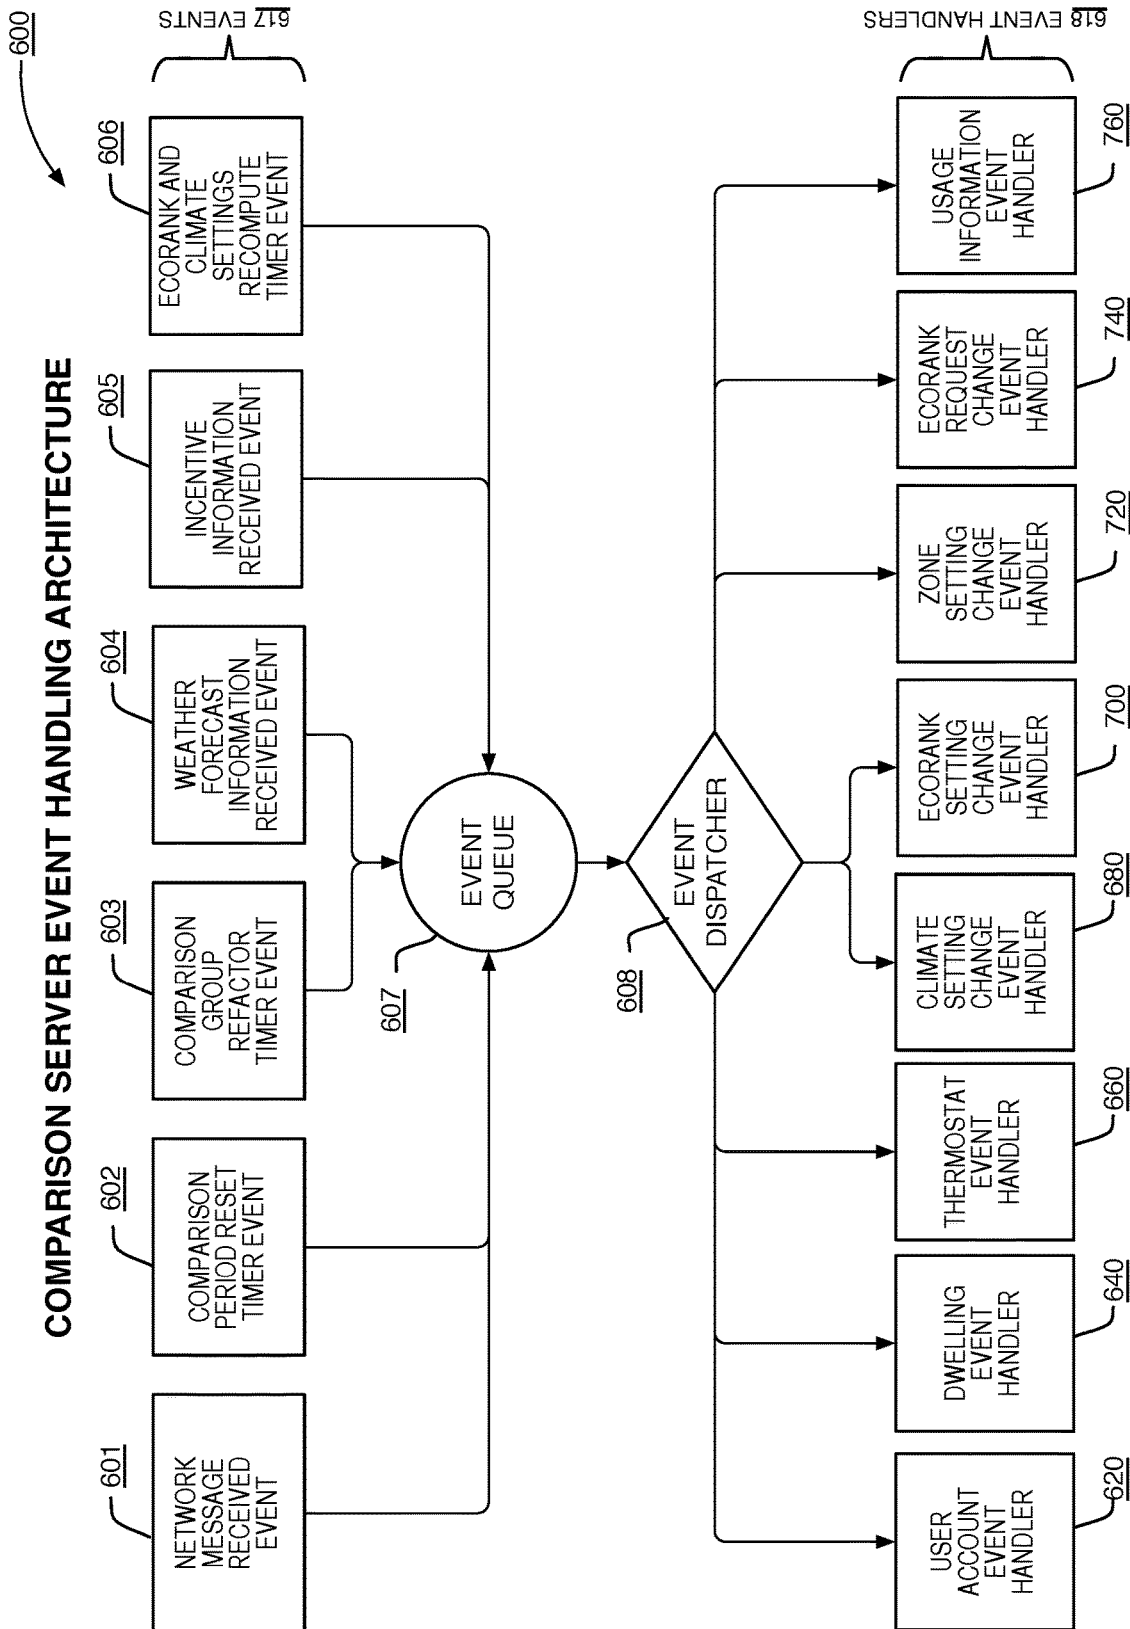 600
COMPARISON SERVER EVENT HANDLING ARCHITECTURE
601
602
603
604
605
606
NETWORK
MESSAGE
RECEIVED
EVENT
COMPARISON
PERIOD RESET
TIMER EVENT
COMPARISON
GROUP
REFACTOR
TIMER EVENT
WEATHER
FORECAST
INFORMATION
RECEIVED EVENT
INCENTIVE
INFORMATION
RECEIVED EVENT
ECORANK AND
CLIMATE
SETTINGS
RECOMPUTE
TIMER EVENT
617 EVENTS
607
EVENT
QUEUE
608
EVENT
DISPATCHER
USER
ACCOUNT
EVENT
HANDLER
DWELLING
EVENT
HANDLER
THERMOSTAT
EVENT
HANDLER
CLIMATE
SETTING
CHANGE
EVENT
HANDLER
ECORANK
SETTING
CHANGE
EVENT
HANDLER
ZONE
SETTING
CHANGE
EVENT
HANDLER
ECORANK
REQUEST
CHANGE
EVENT
HANDLER
USAGE
INFORMATION
EVENT
HANDLER
618 EVENT HANDLERS
620
640
660
680
700
720
740
760